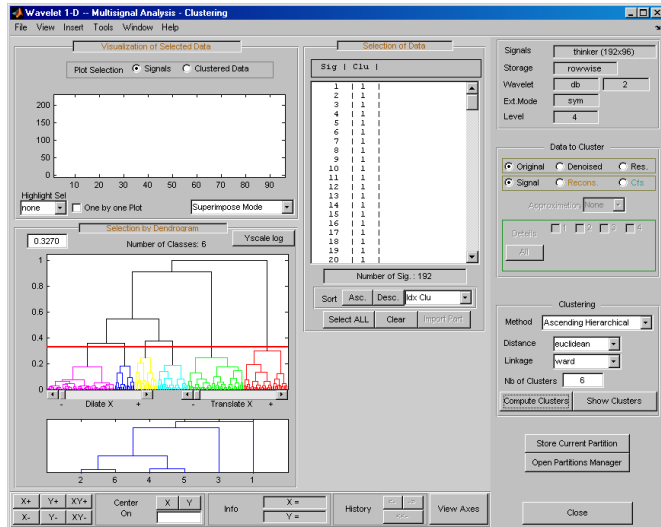 Wavelet 1-D -- Multisignal Analysis - Clustering
File View Insert Tools Window Help
Visualization of Selected Data
Plot Selection Signals Clustered Data
200
150
100
50
0
10 20 30 40 50 60 70 80 90
Highlight Sel
none One by one Plot Superimpose Mode
Selection by Dendrogram
0.3270 Number of Classes: 6 Yscale log
1
0.8
0.6
0.4
0.2
0
- Dilate X + - Translate X +
2 6 4 5 3 1
Selection of Data
Sig | Clu |
1 | 1 |
2 | 1 |
3 | 1 |
4 | 1 |
5 | 1 |
6 | 1 |
7 | 1 |
8 | 1 |
9 | 1 |
10 | 1 |
11 | 1 |
12 | 1 |
13 | 1 |
14 | 1 |
15 | 1 |
16 | 1 |
17 | 1 |
18 | 1 |
19 | 1 |
20 | 1 |
Number of Sig. : 192
Sort Asc. Desc. Idx Clu
Select ALL Clear Import Part
Signals thinker (192x96)
Storage rowwise
Wavelet db 2
Ext.Mode sym
Level 4
Data to Cluster
Original Denoised Res.
Signal Recons. Cfs
Approximation None
Details 1 2 3 4
All
Clustering
Method Ascending Hierarchical
Distance euclidean
Linkage ward
Nb of Clusters 6
Compute Clusters Show Clusters
Store Current Partition
Open Partitions Manager
Close
X+ Y+ XY+
X- Y- XY-
Center On X Y
Info X =
Y =
History <- ->
<<-
View Axes